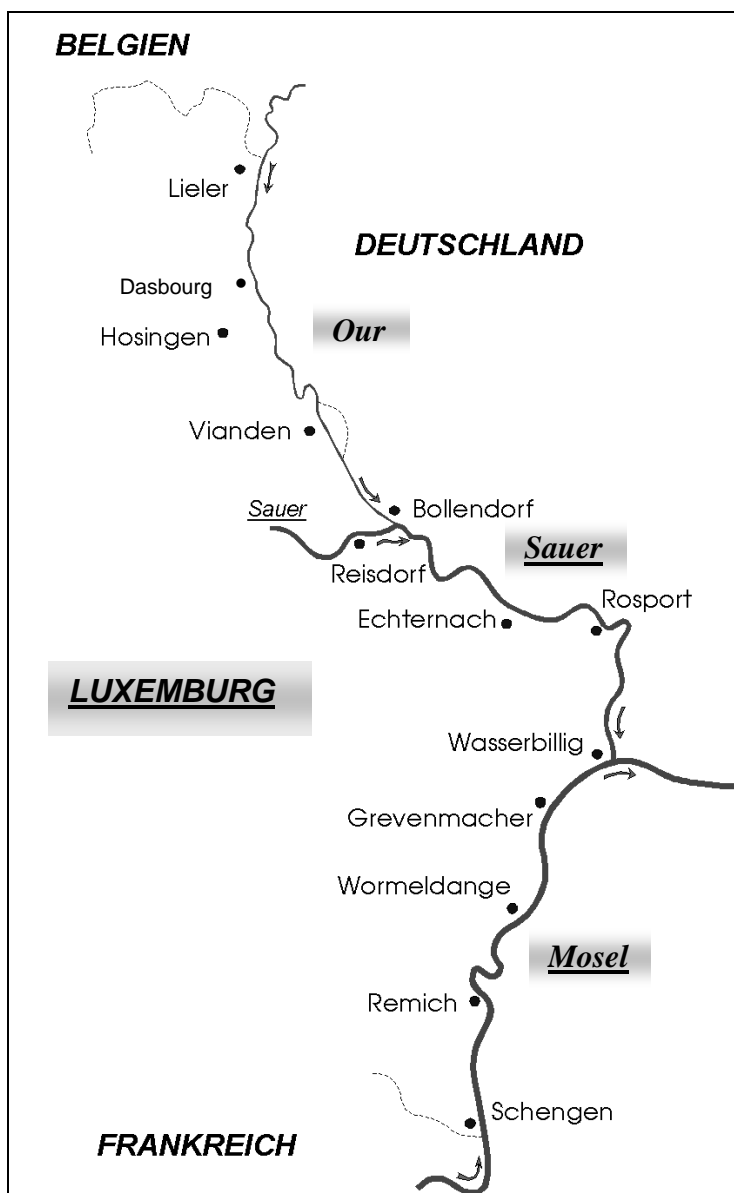 BELGIEN
Lieler
DEUTSCHLAND
Dasbourg
Our
Hosingen
Vianden
Sauer
Bollendorf
Sauer
Reisdorf
Rosport
Echternach
LUXEMBURG
Wasserbillig
Grevenmacher
Wormeldange
Mosel
Remich
Schengen
FRANKREICH